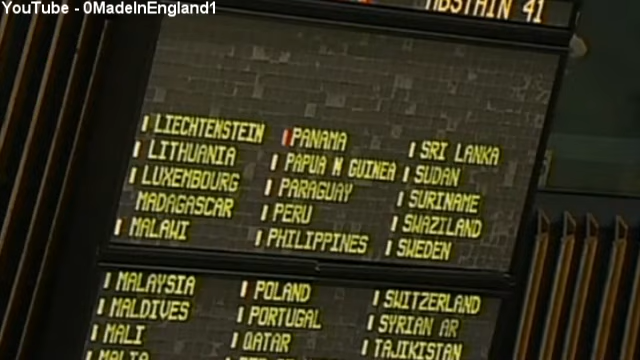 YouTube - 0MadeInEngland1
ABSTAIN 41
LIECHTENSTEIN PANAMA SRI LANKA
LITHUANIA PAPUA N GUINEA SUDAN
LUXEMBOURG PARAGUAY SURINAME
MADAGASCAR PERU SWAZILAND
MALAWI PHILIPPINES SWEDEN
MALAYSIA POLAND SWITZERLAND
MALDIVES PORTUGAL SYRIAN AR
MALI QATAR TAJIKISTAN
MALTA